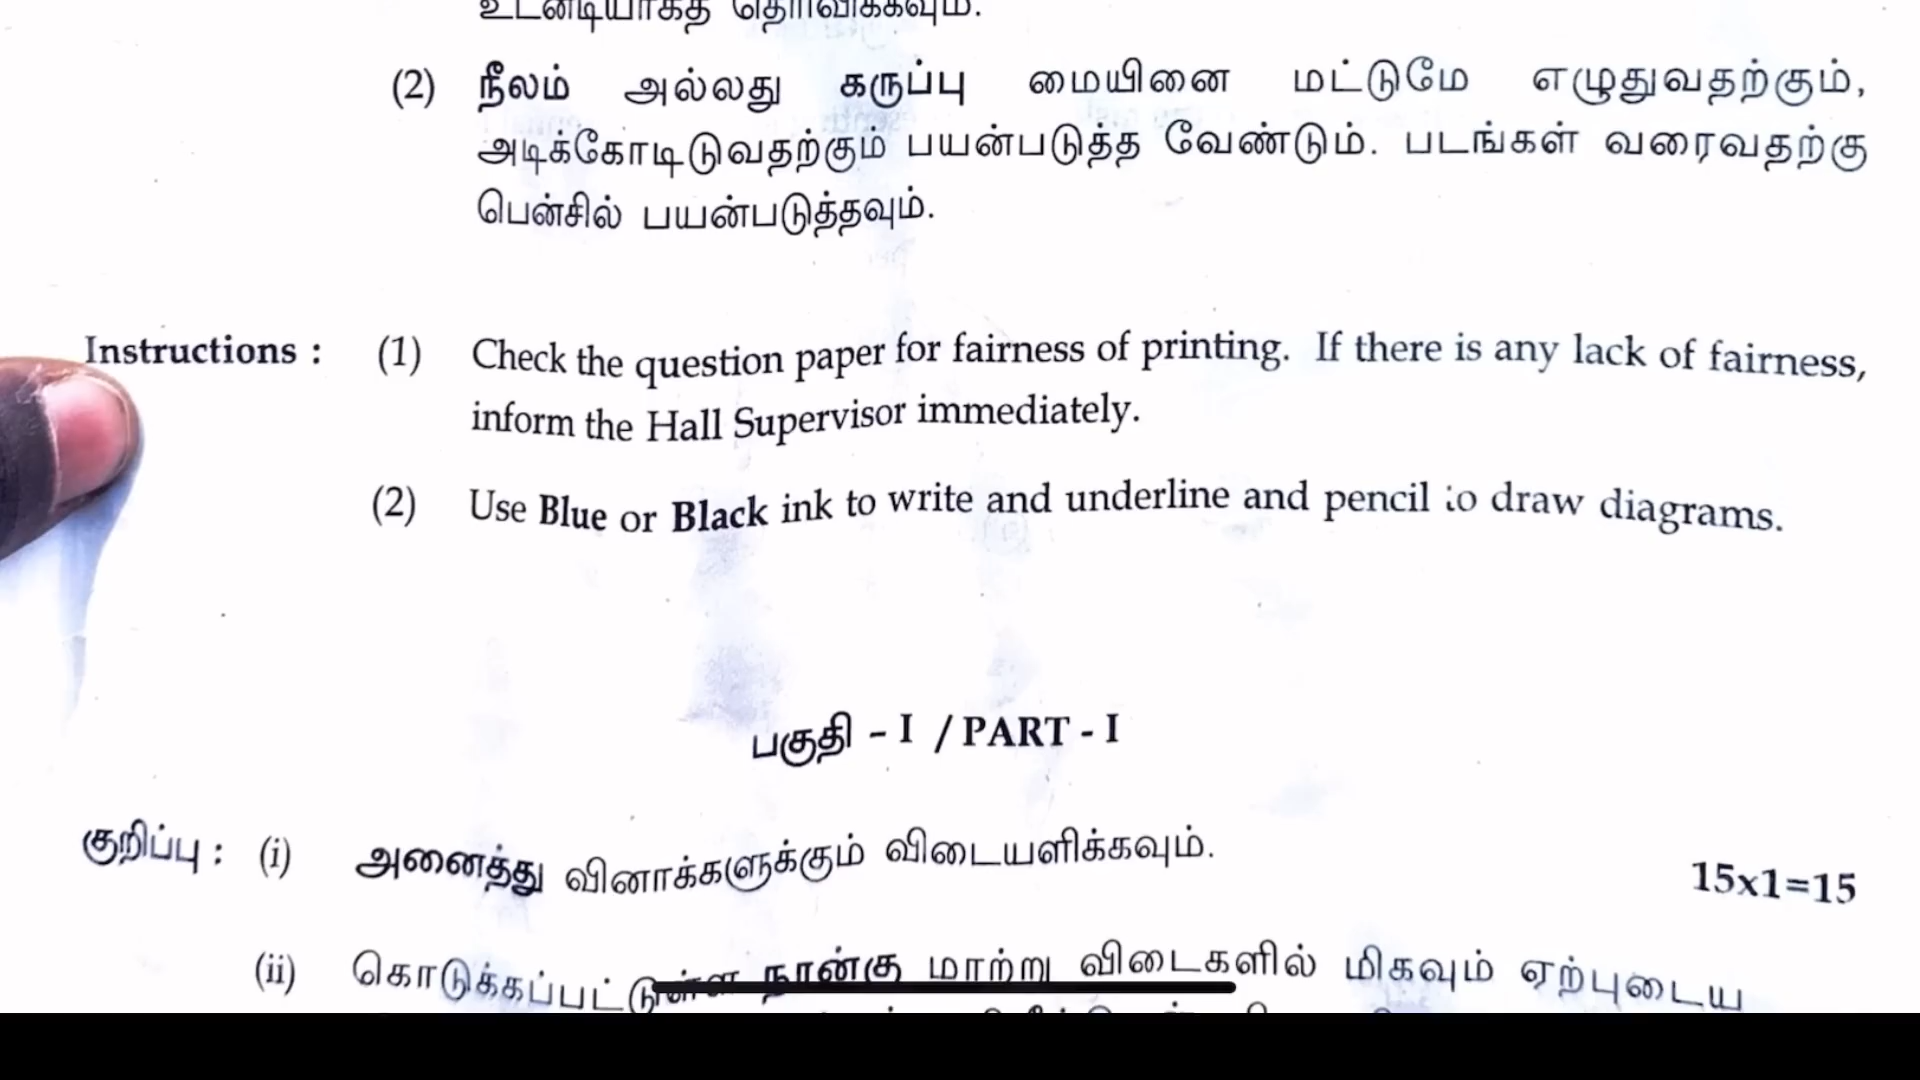 உடனடியாகத் தெரிவிக்கவும்.
(2) நீலம் அல்லது கருப்பு மையினை மட்டுமே எழுதுவதற்கும்,
அடிக்கோடிடுவதற்கும் பயன்படுத்த வேண்டும். படங்கள் வரைவதற்கு
பென்சில் பயன்படுத்தவும்.
Instructions : (1) Check the question paper for fairness of printing. If there is any lack of fairness,
inform the Hall Supervisor immediately.
(2) Use Blue or Black ink to write and underline and pencil to draw diagrams.
பகுதி - I / PART - I
குறிப்பு : (i) அனைத்து வினாக்களுக்கும் விடையளிக்கவும். 15x1=15
(ii) கொடுக்கப்பட்டுள்ள நான்கு மாற்று விடைகளில் மிகவும் ஏற்புடைய